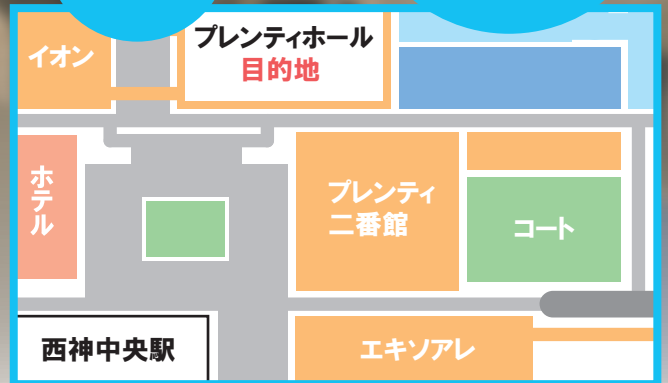 イオン
プレンティホール
目的地
ホテル
プレンティ
二番館
コート
西神中央駅
エキソアレ